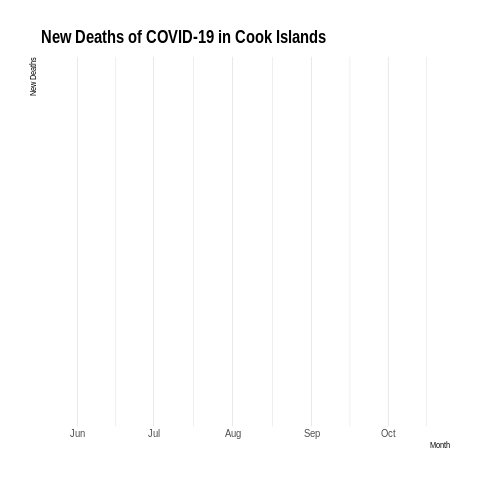 New Deaths of COVID-19 in Cook Islands
New Deaths
Jun Jul Aug Sep Oct
Month